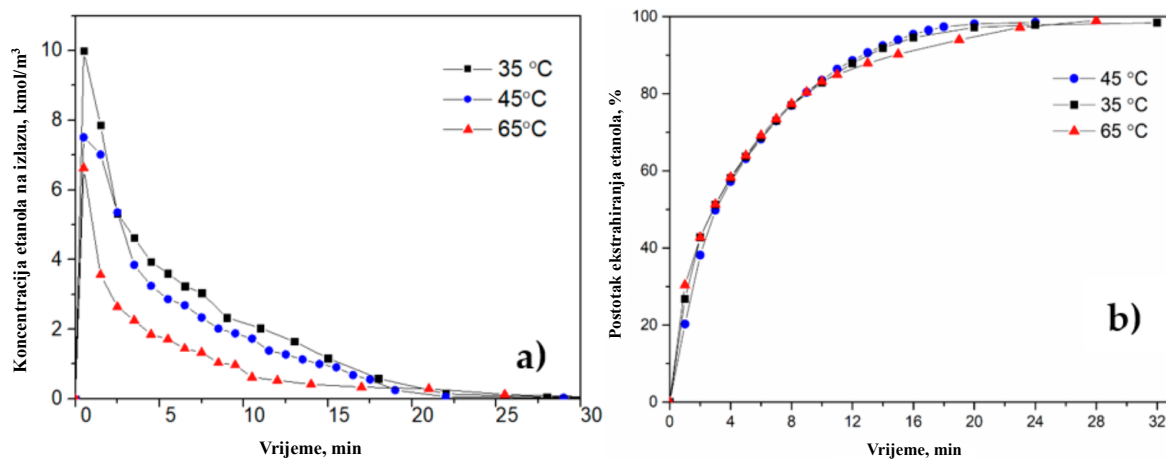 Koncentracija etanola na izlazu, kmol/m³
10
8
6
4
2
0
35 °C
45°C
65°C
a)
0 5 10 15 20 25 30
Vrijeme, min
Postotak ekstrahiranja etanola, %
100
80
60
40
20
0
45 °C
35 °C
65 °C
b)
0 4 8 12 16 20 24 28 32
Vrijeme, min